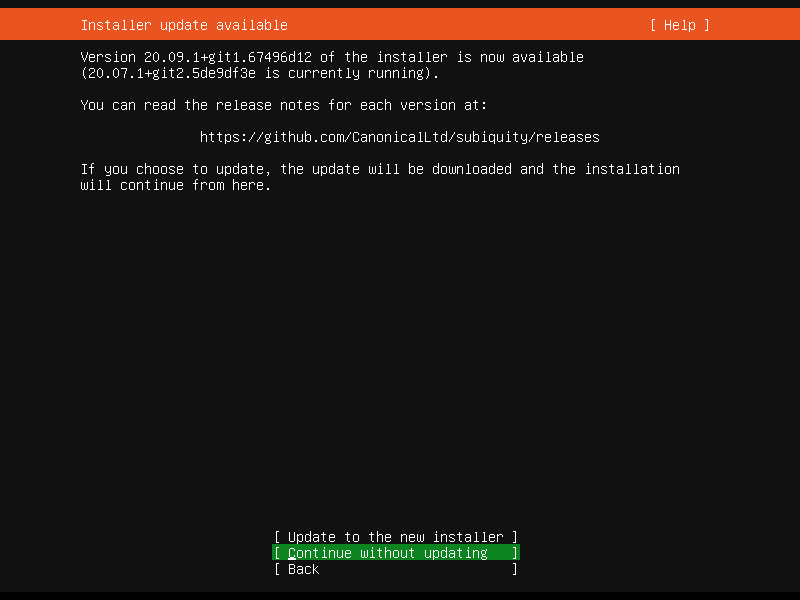 Installer update available [ Help ]
Version 20.09.1+git1.67496d12 of the installer is now available
(20.07.1+git2.5de9df3e is currently running).
You can read the release notes for each version at:
https://github.com/CanonicalLtd/subiquity/releases
If you choose to update, the update will be downloaded and the installation
will continue from here.
[ Update to the new installer ]
[ Continue without updating ]
[ Back ]